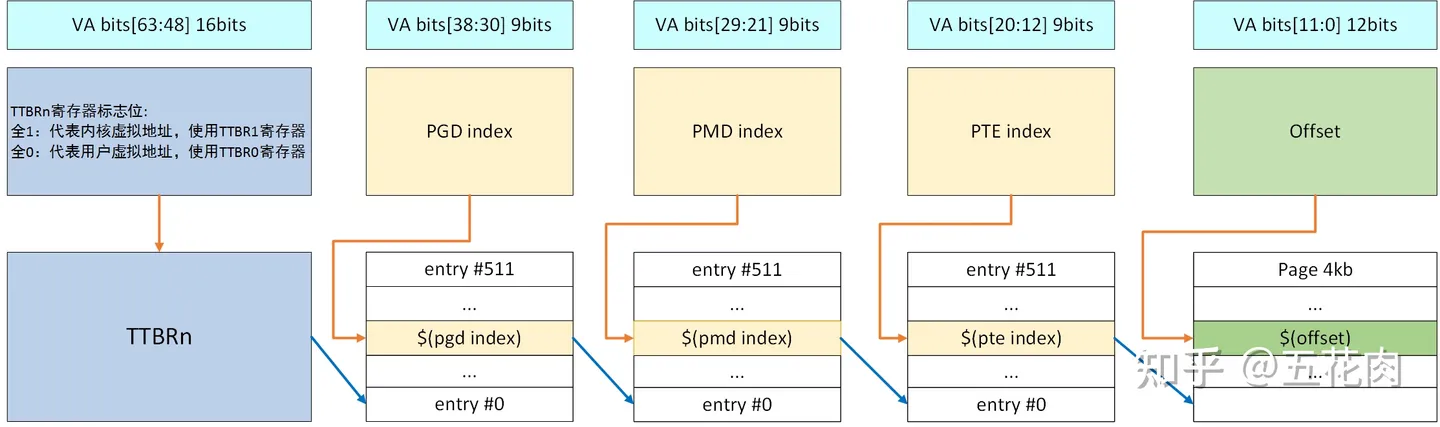 VA bits[63:48] 16bits
VA bits[38:30] 9bits
VA bits[29:21] 9bits
VA bits[20:12] 9bits
VA bits[11:0] 12bits
TTBRn寄存器标志位:
全1: 代表内核虚拟地址, 使用TTBR1寄存器
全0: 代表用户虚拟地址, 使用TTBR0寄存器
PGD index
PMD index
PTE index
Offset
TTBRn
entry #511
...
$(pgd index)
...
entry #0
entry #511
...
$(pmd index)
...
entry #0
entry #511
...
$(pte index)
...
entry #0
Page 4kb
...
$(offset)
...
知乎 @五花肉